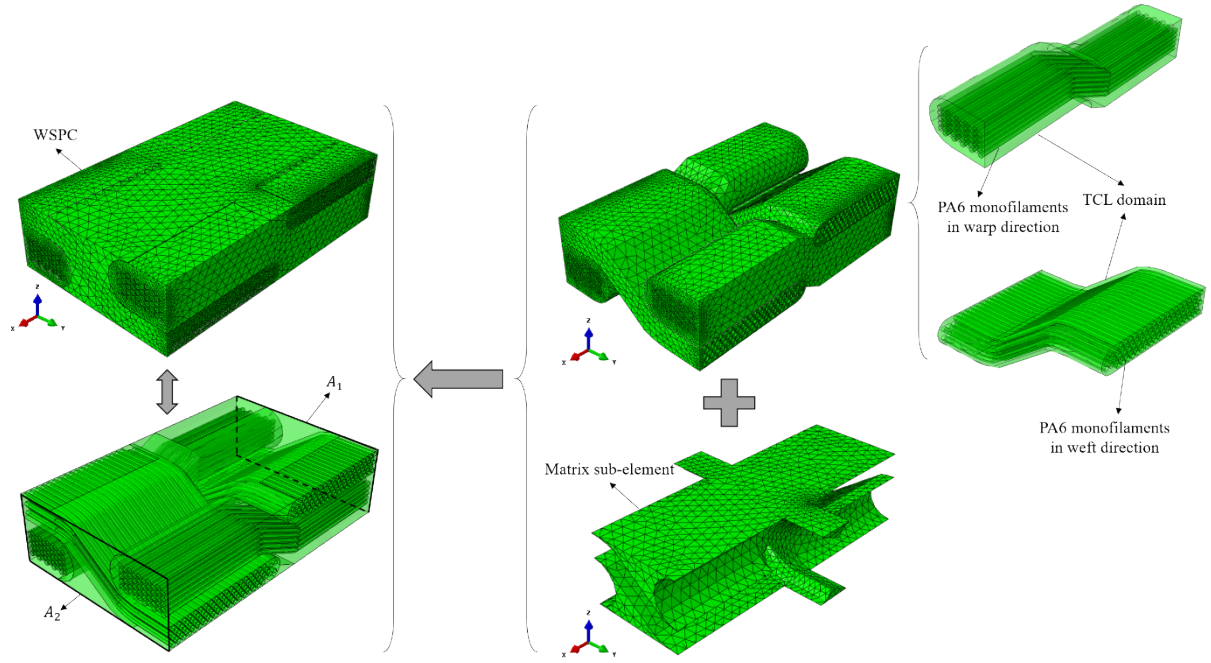 WSPC
PA6 monofilaments
in warp direction
TCL domain
Z
X
Y
Z
X
Y
A1
PA6 monofilaments
in weft direction
Matrix sub-element
A2
Z
X
Y